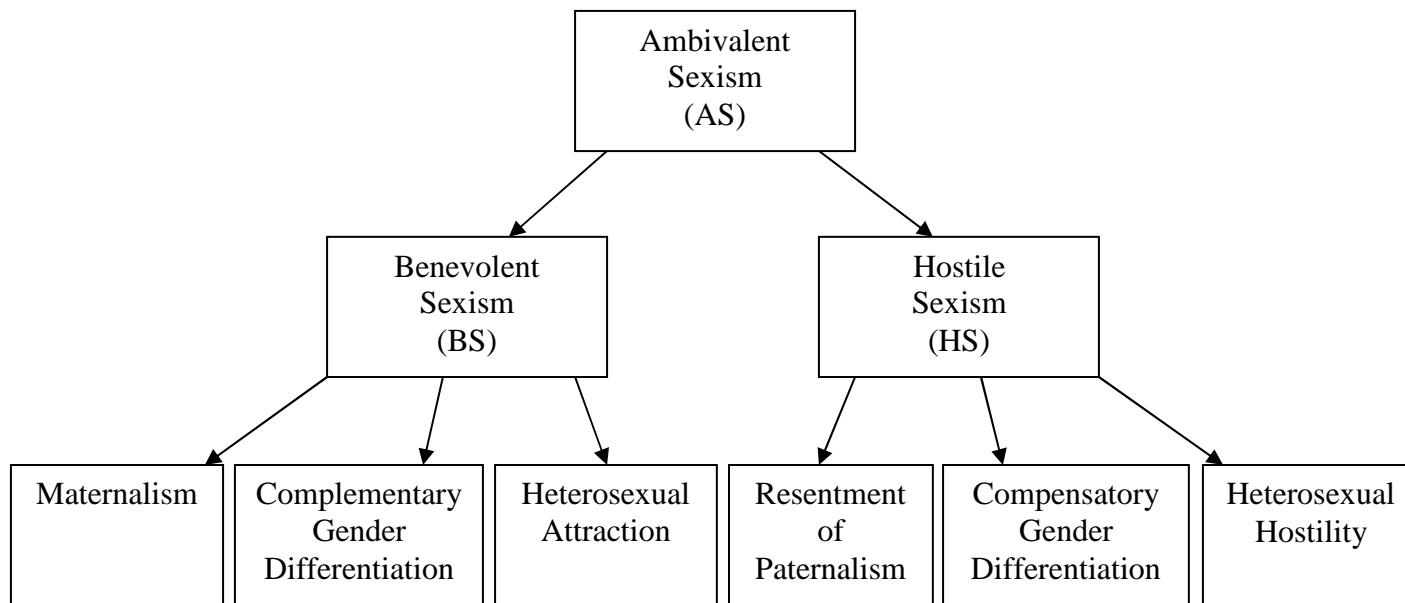 Ambivalent
Sexism
(AS)
Benevolent
Sexism
(BS)
Hostile
Sexism
(HS)
Maternalism
Complementary
Gender
Differentiation
Heterosexual
Attraction
Resentment
of
Paternalism
Compensatory
Gender
Differentiation
Heterosexual
Hostility